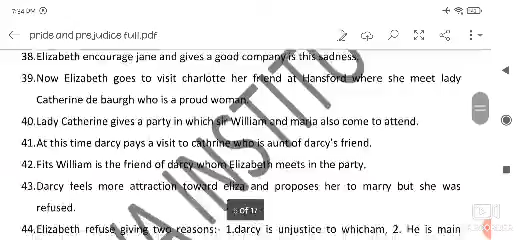 7:34 PM
pride and prejudice full.pdf
38.Elizabeth encourage jane and gives a good company is this sadness.
39.Now Elizabeth goes to visit charlotte her friend at Hansford where she meet lady
Catherine de baurgh who is a proud woman.
40.Lady Catherine gives a party in which sir William and maria also come to attend.
41.At this time darcy pays a visit to cathrine who is aunt of darcy's friend.
42.Fits William is the friend of darcy whom Elizabeth meets in the party.
43.Darcy feels more attraction toward eliza and proposes her to marry but she was
refused.
5 of 17
44.Elizabeth refuse giving two reasons:- 1.darcy is unjustice to whicham, 2. He is main